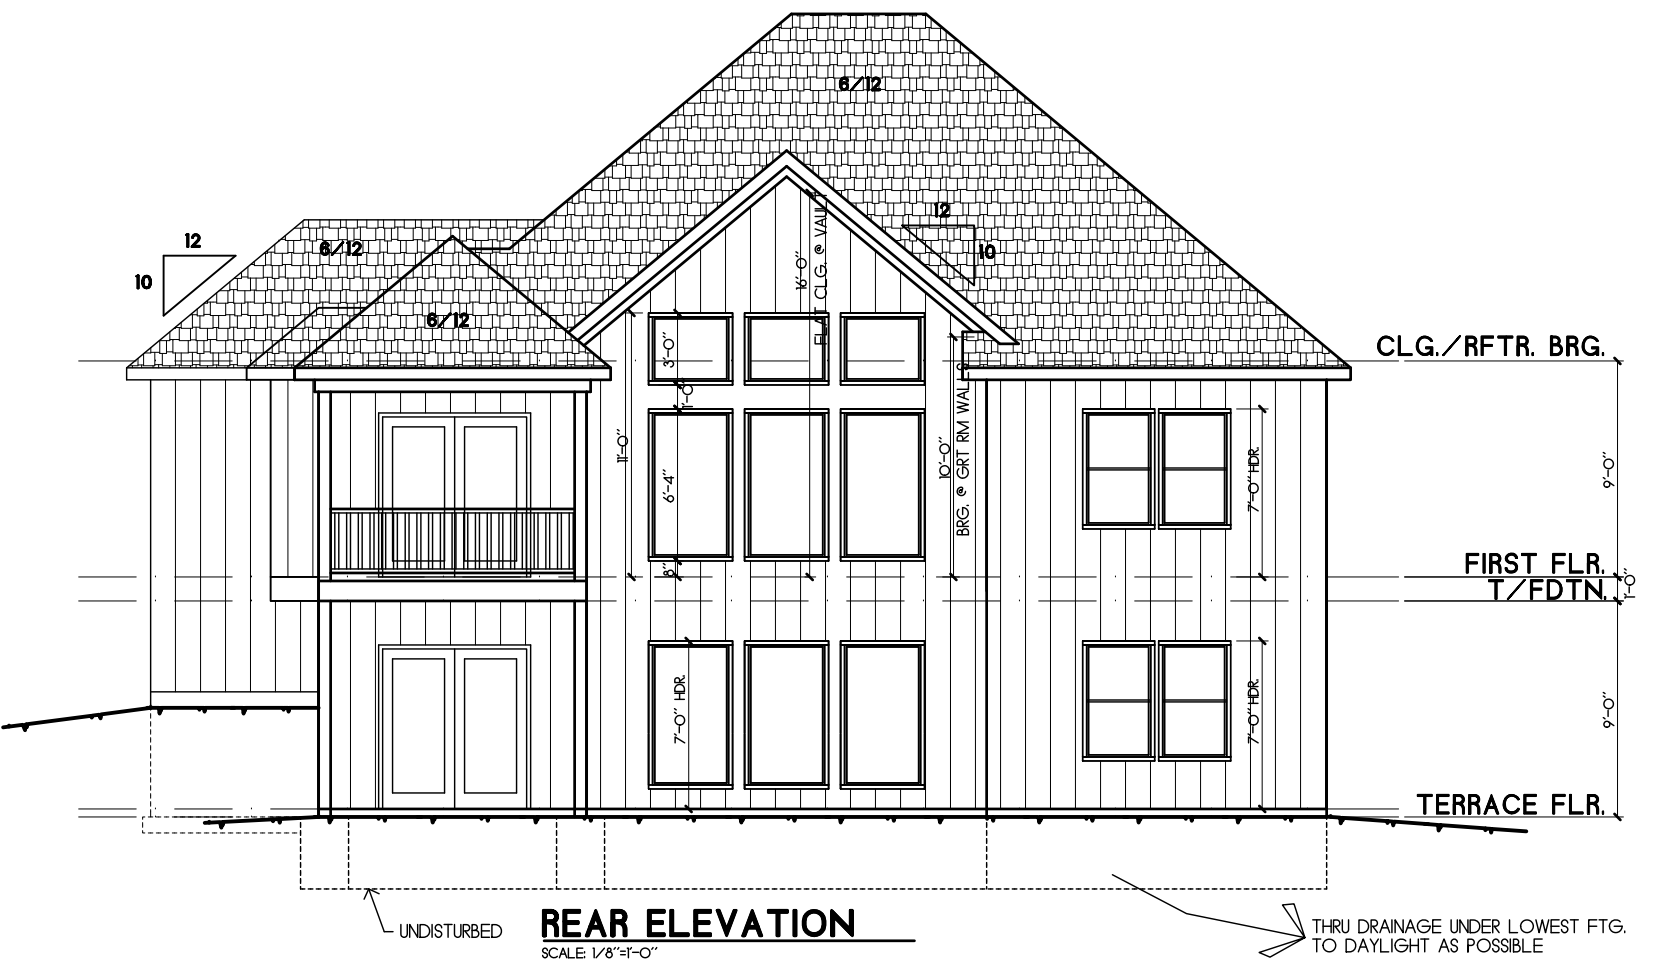 6/12
12
10
6/12
6/12
12
10
16'-0"
FLAT CLG. @ VAULT
3'-0"
1'-0"
11'-0"
6'-4"
8"
10'-0"
BRG. @ GRT RM WALLS
7'-0" HDR.
7'-0" HDR.
7'-0" HDR.
CLG./RFTR. BRG.
9'-0"
FIRST FLR.
T/FDTN.
1'-0"
9'-0"
TERRACE FLR.
UNDISTURBED
REAR ELEVATION
SCALE: 1/8"=1'-0"
THRU DRAINAGE UNDER LOWEST FTG.
TO DAYLIGHT AS POSSIBLE